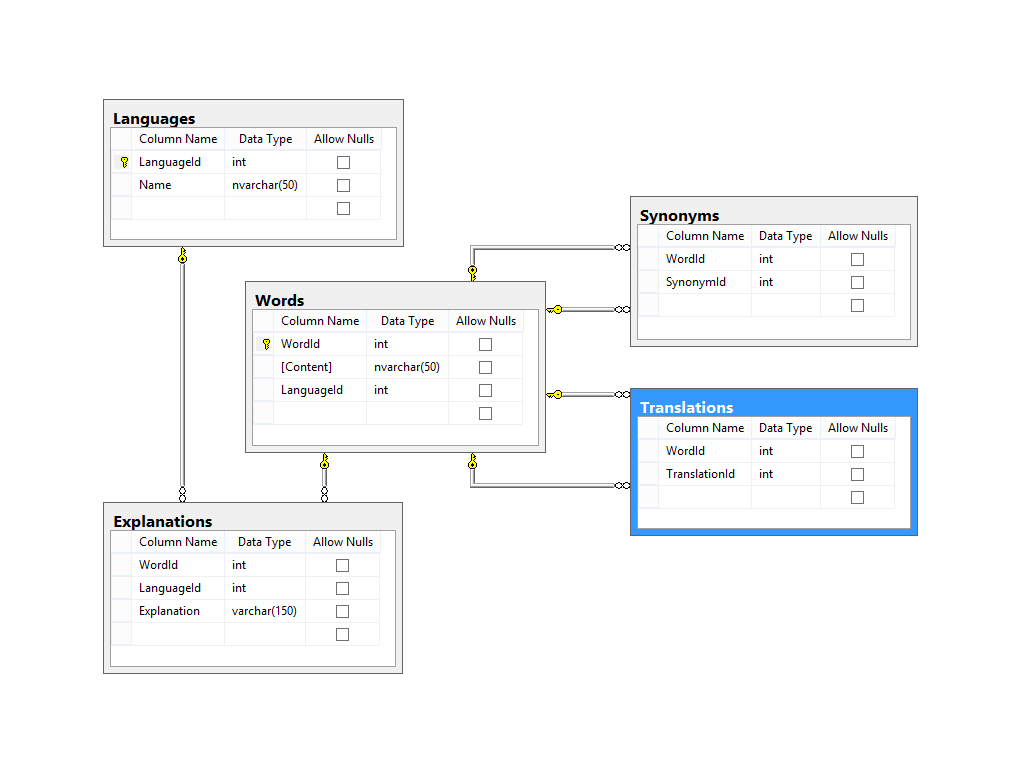 Languages
Column Name Data Type Allow Nulls
LanguageId int
Name nvarchar(50)
Synonyms
Column Name Data Type Allow Nulls
WordId int
SynonymId int
Words
Column Name Data Type Allow Nulls
WordId int
[Content] nvarchar(50)
LanguageId int
Translations
Column Name Data Type Allow Nulls
WordId int
TranslationId int
Explanations
Column Name Data Type Allow Nulls
WordId int
LanguageId int
Explanation varchar(150)